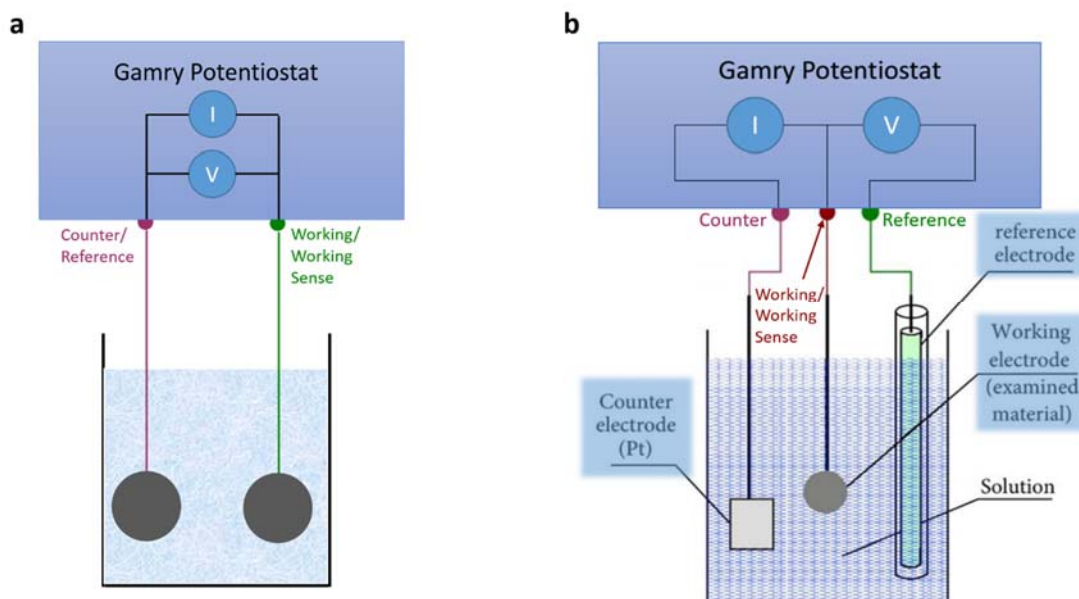 a
Gamry Potentiostat
I
V
Counter/
Reference
Working/
Working
Sense
b
Gamry Potentiostat
I
V
Counter
Reference
Working/
Working
Sense
reference
electrode
Working
electrode
(examined
material)
Counter
electrode
(Pt)
Solution